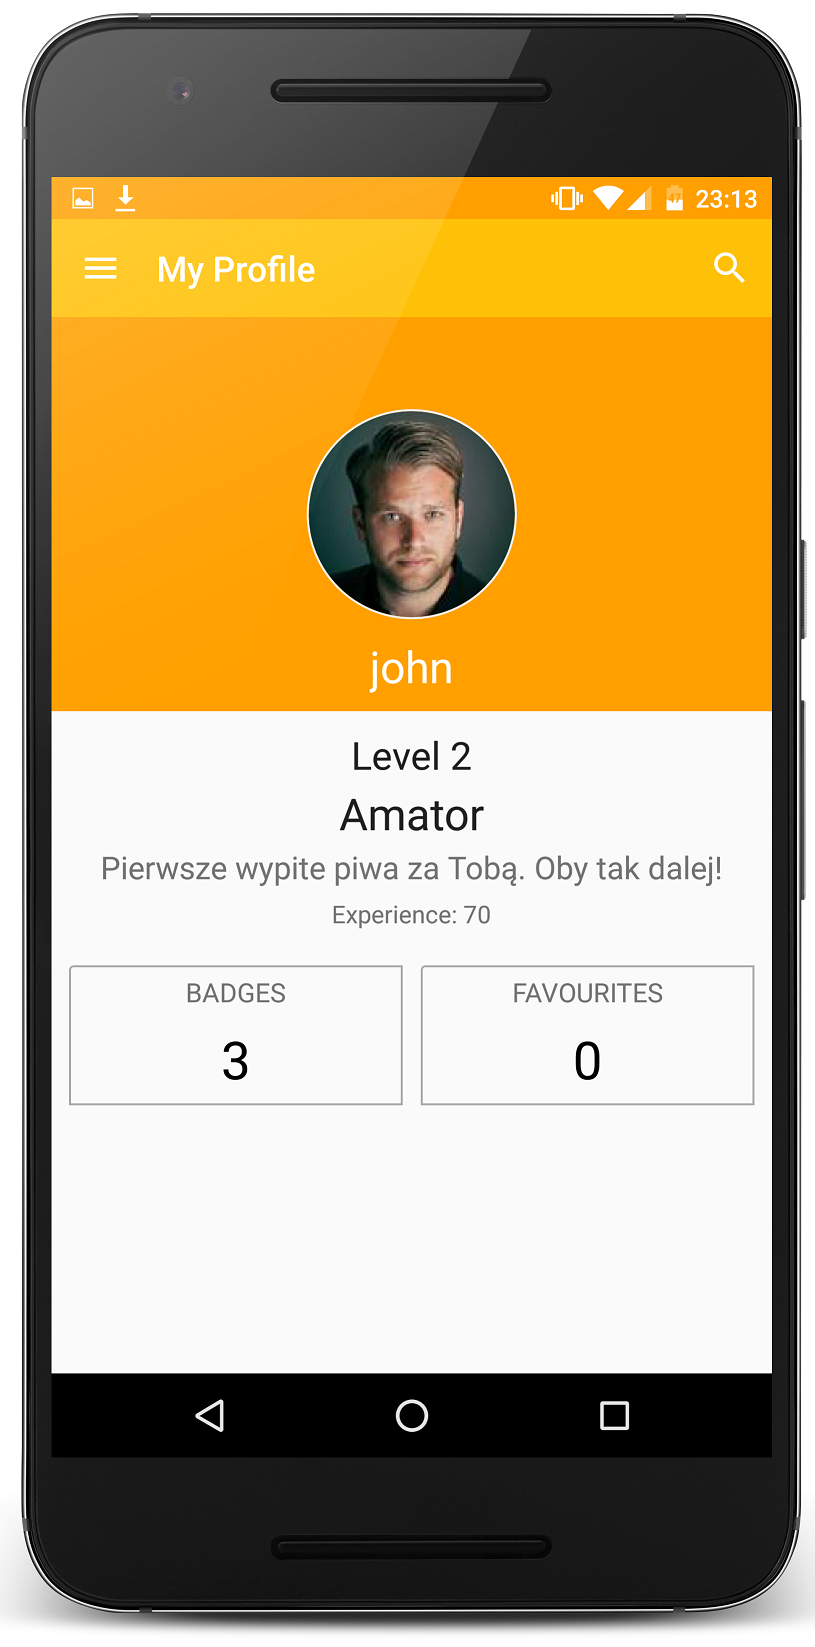 23:13
My Profile
john
Level 2
Amator
Pierwsze wypite piwa za Tobą. Oby tak dalej!
Experience: 70
BADGES
FAVOURITES
3
0